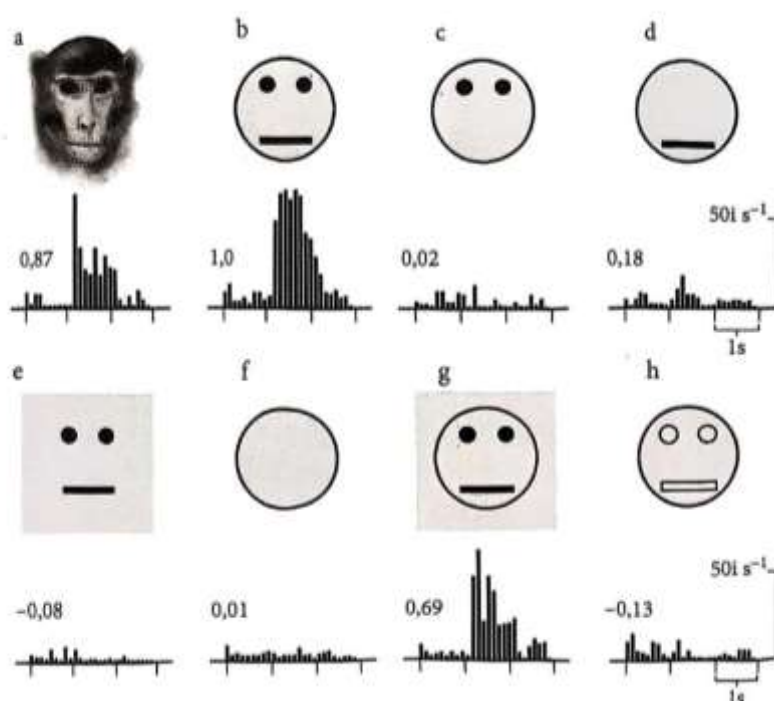 a b c d
50i s⁻¹
0,87 1,0 0,02 0,18
1s
e f g h
50i s⁻¹
−0,08 0,01 0,69 −0,13
1s